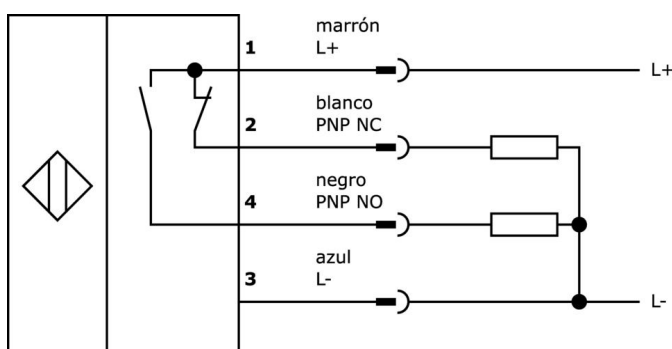 marrón
1 L+
L+
blanco
2 PNP NC
negro
4 PNP NO
azul
3 L-
L-